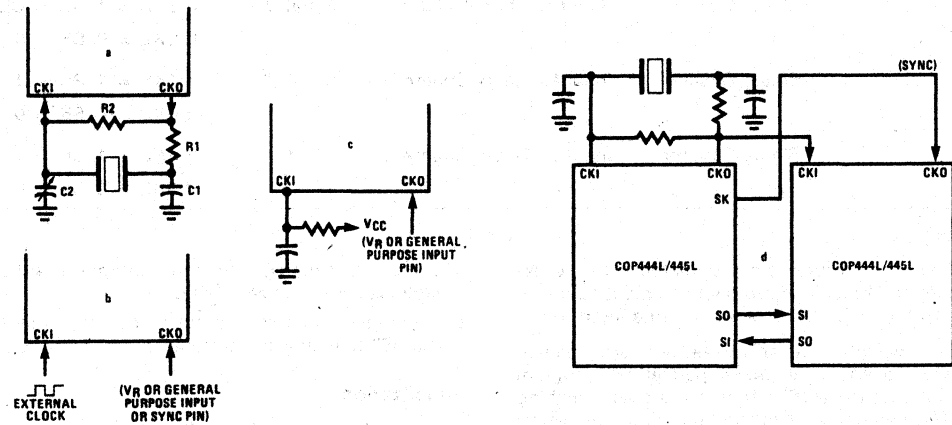 a
CKI CKO
R2
R1
C2 C1
b
CKI CKO
EXTERNAL
CLOCK
(VR OR GENERAL
PURPOSE INPUT
OR SYNC PIN)
c
CKI CKO
VCC
(VR OR GENERAL
PURPOSE INPUT
PIN)
(SYNC)
CKI CKO
SK
COP444L/445L
SO
SI
d
CKI CKO
COP444L/445L
SI
SO